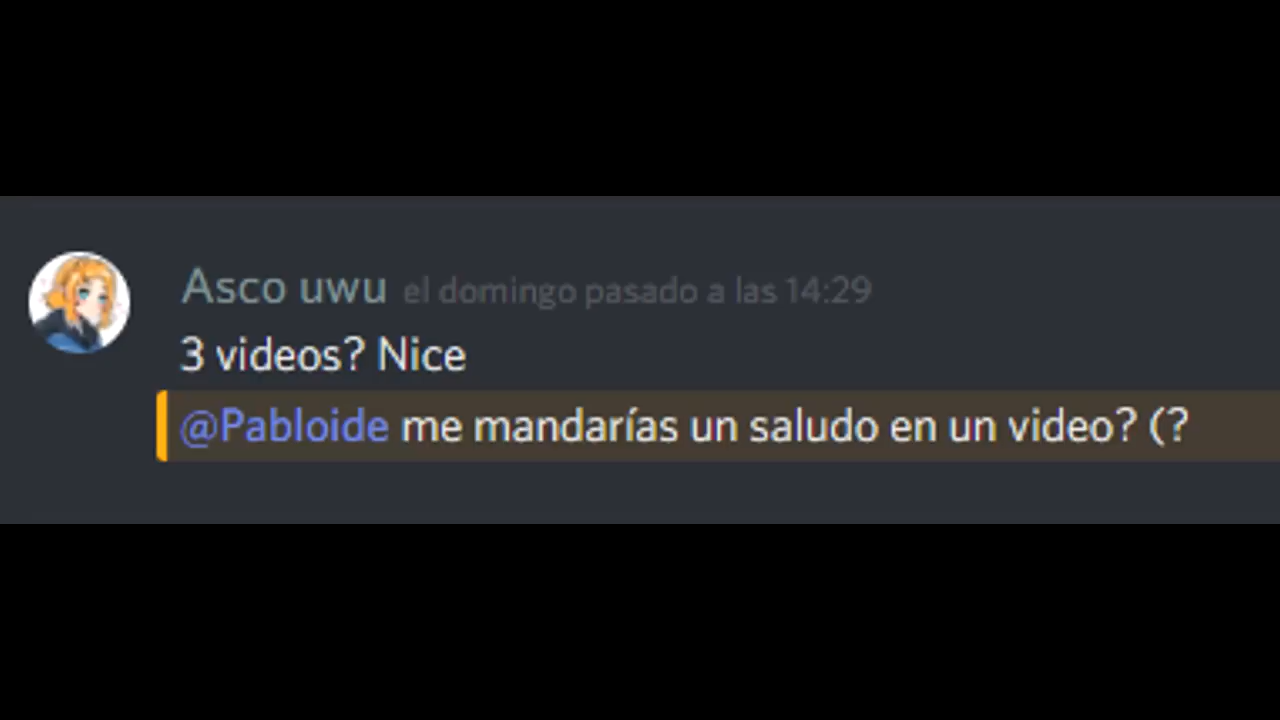 Asco uwu el domingo pasado a las 14:29
3 videos? Nice
@Pabloide me mandarías un saludo en un video? (?